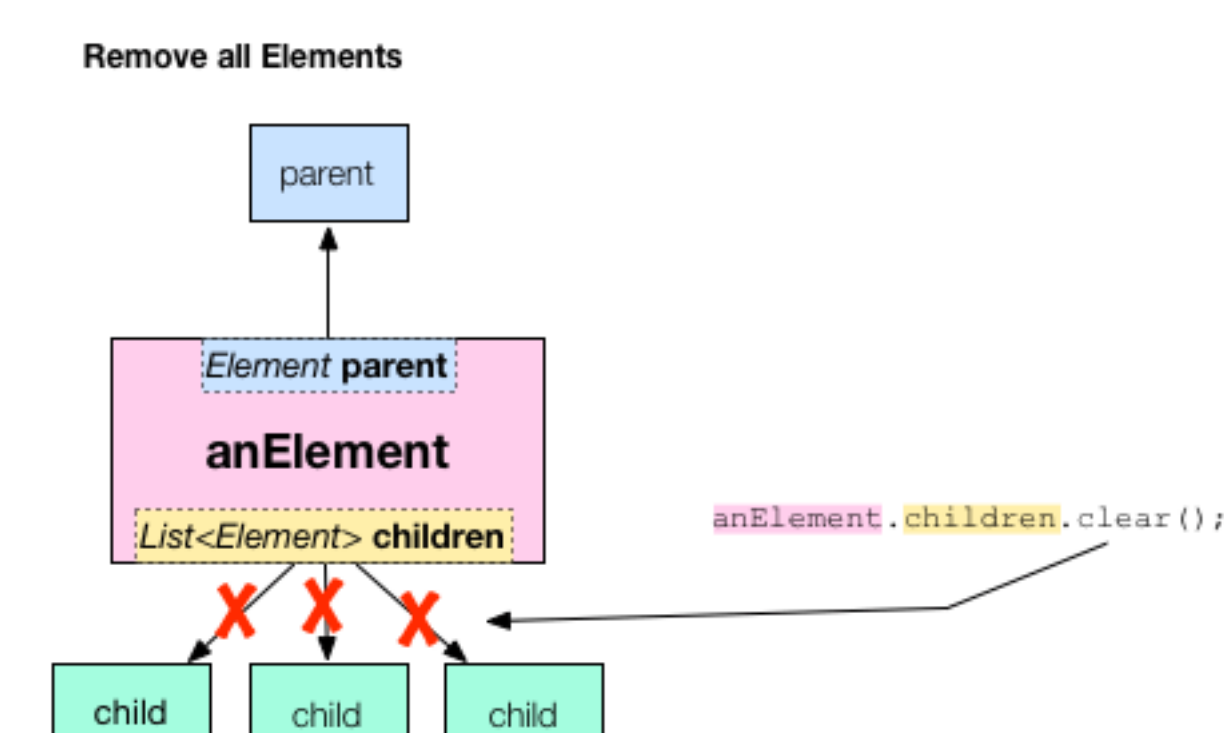 Remove all Elements
parent
Element parent
anElement
List<Element> children
anElement.children.clear();
child
child
child